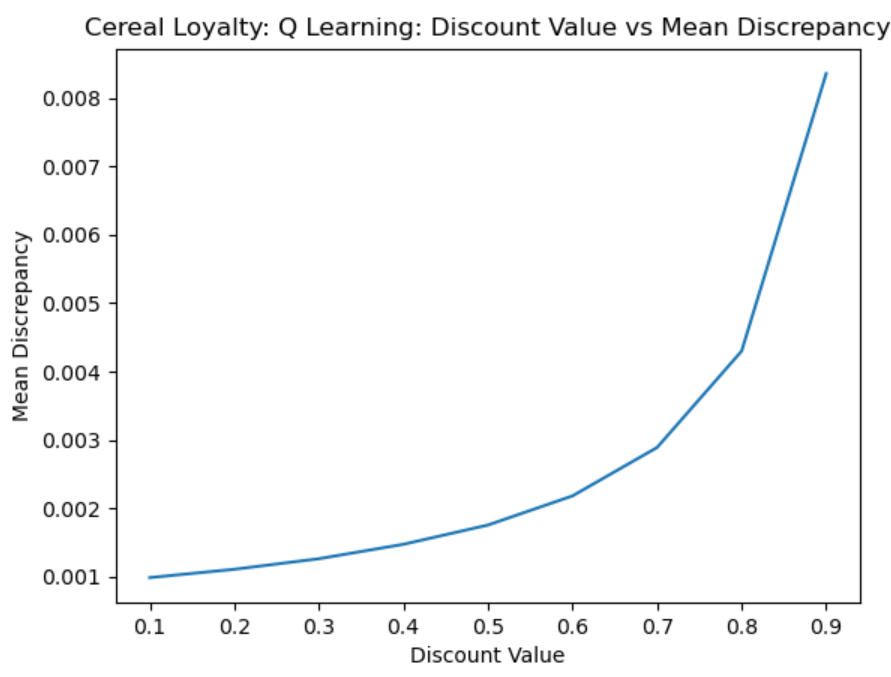 Cereal Loyalty: Q Learning: Discount Value vs Mean Discrepancy
0.008
0.007
0.006
0.005
0.004
0.003
0.002
0.001
Mean Discrepancy
0.1 0.2 0.3 0.4 0.5 0.6 0.7 0.8 0.9
Discount Value